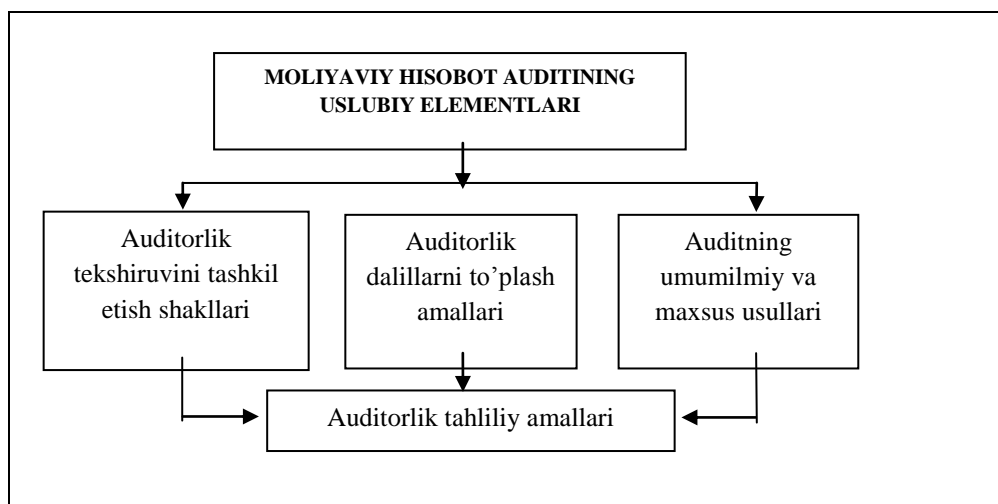 MOLIYAVIY HISOBOT AUDITINING
USLUBIY ELEMENTLARI
Auditorlik
tekshiruvini tashkil
etish shakllari
Auditorlik
dalillarni to’plash
amallari
Auditning
umumilmiy va
maxsus usullari
Auditorlik tahliliy amallari